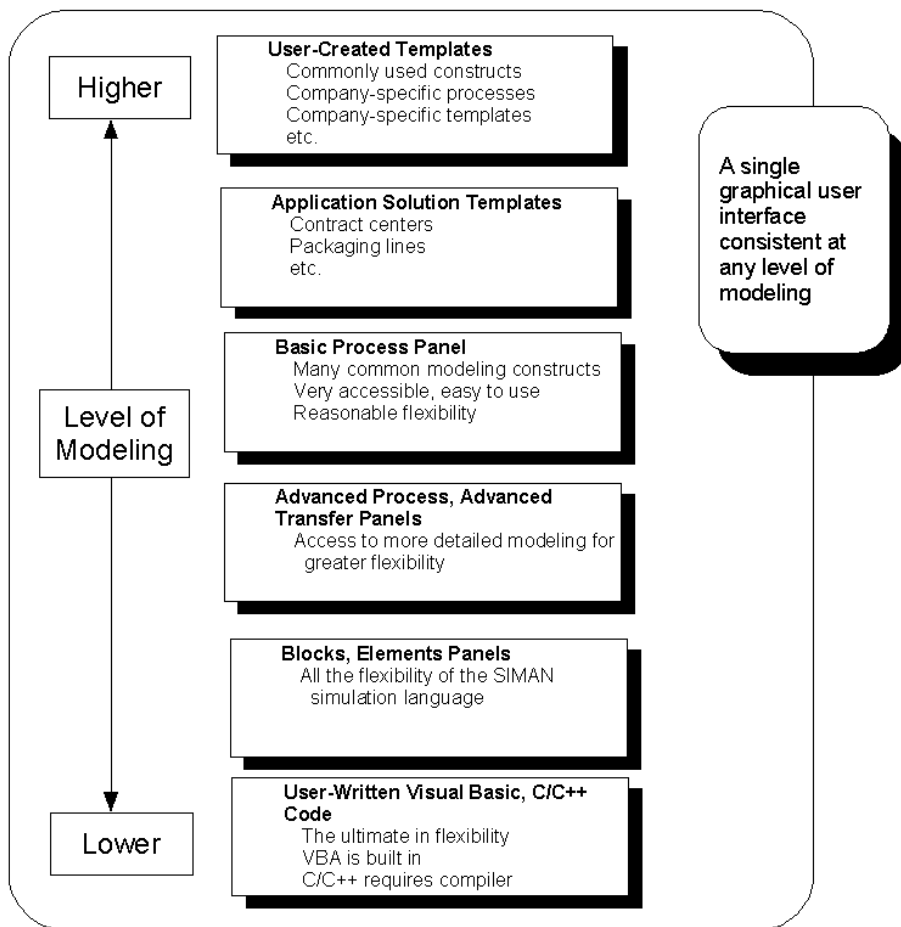 Higher
Level of
Modeling
Lower
User-Created Templates
Commonly used constructs
Company-specific processes
Company-specific templates
etc.
Application Solution Templates
Contract centers
Packaging lines
etc.
Basic Process Panel
Many common modeling constructs
Very accessible, easy to use
Reasonable flexibility
Advanced Process, Advanced
Transfer Panels
Access to more detailed modeling for
greater flexibility
Blocks, Elements Panels
All the flexibility of the SIMAN
simulation language
User-Written Visual Basic, C/C++
Code
The ultimate in flexibility
VBA is built in
C/C++ requires compiler
A single
graphical user
interface
consistent at
any level of
modeling